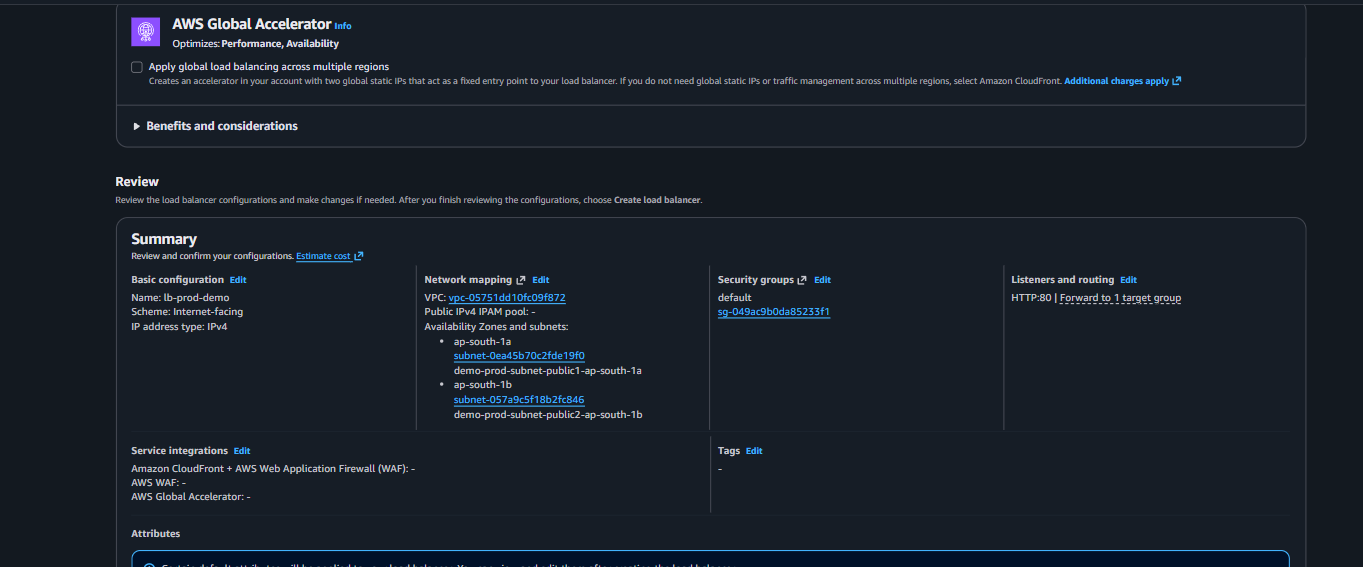 AWS Global Accelerator Info
Optimizes: Performance, Availability
Apply global load balancing across multiple regions
Creates an accelerator in your account with two global static IPs that act as a fixed entry point to your load balancer. If you do not need global static IPs or traffic management across multiple regions, select Amazon CloudFront. Additional charges apply
Benefits and considerations
Review
Review the load balancer configurations and make changes if needed. After you finish reviewing the configurations, choose Create load balancer.
Summary
Review and confirm your configurations. Estimate cost
Basic configuration Edit
Name: lb-prod-demo
Scheme: Internet-facing
IP address type: IPv4
Network mapping Edit
VPC: vpc-05751dd10fc09f872
Public IPv4 IPAM pool: -
Availability Zones and subnets:
• ap-south-1a
subnet-0ea45b70c2fde19f0
demo-prod-subnet-public1-ap-south-1a
• ap-south-1b
subnet-057a9c5f18b2fc846
demo-prod-subnet-public2-ap-south-1b
Security groups Edit
default
sg-049ac9b0da85233f1
Listeners and routing Edit
HTTP:80 | Forward to 1 target group
Service integrations Edit
Amazon CloudFront + AWS Web Application Firewall (WAF): -
AWS WAF: -
AWS Global Accelerator: -
Tags Edit
-
Attributes